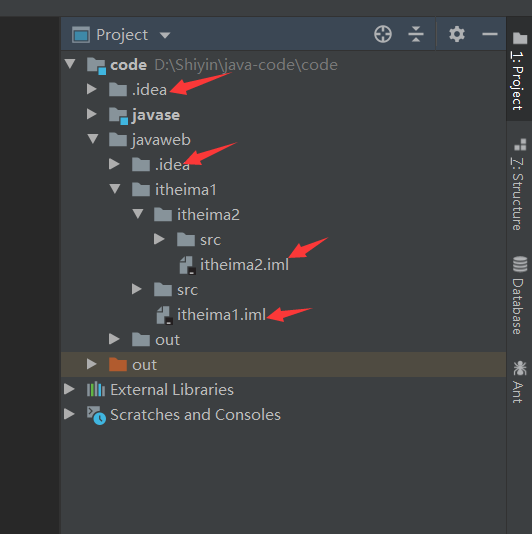 Project
code D:\Shiyin\java-code\code
.idea
javase
javaweb
.idea
itheima1
itheima2
src
itheima2.iml
src
itheima1.iml
out
out
External Libraries
Scratches and Consoles
1: Project
7: Structure
Database
Ant